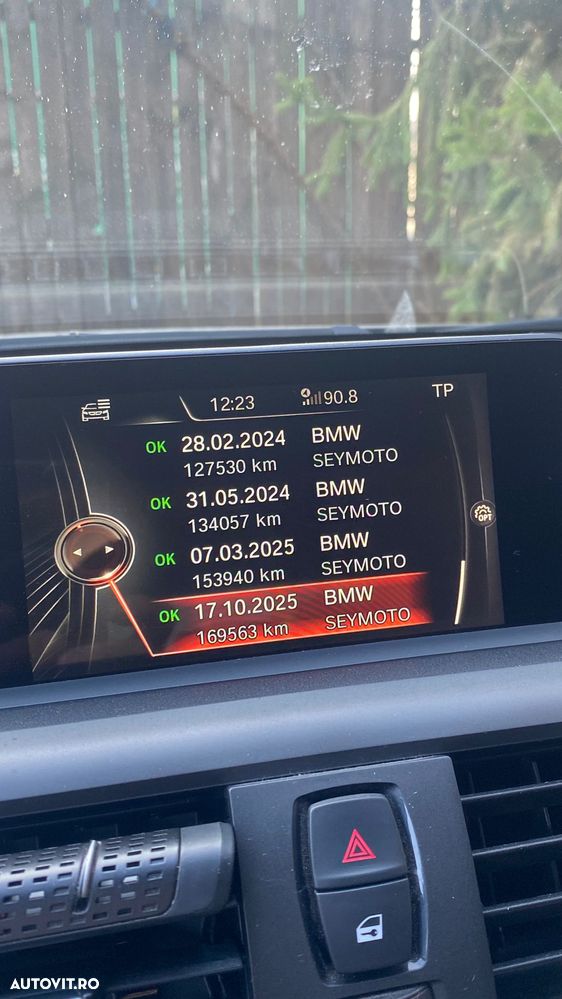 12:23 90.8 TP
OK 28.02.2024 BMW
127530 km SEYMOTO
OK 31.05.2024 BMW
134057 km SEYMOTO
OPT
OK 07.03.2025 BMW
153940 km SEYMOTO
OK 17.10.2025 BMW
169563 km SEYMOTO
AUTOVIT.RO